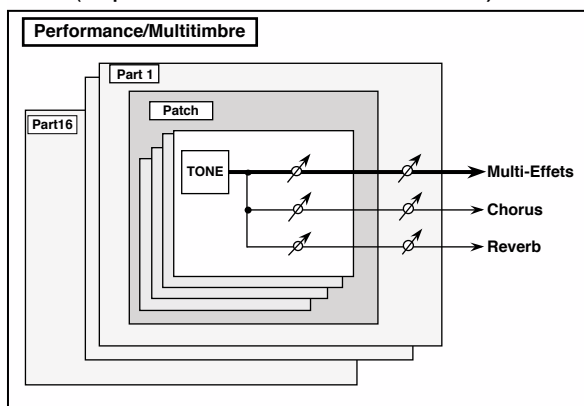 Performance/Multitimbre
Part 1
Patch
Part16
TONE
Multi-Effets
Chorus
Reverb